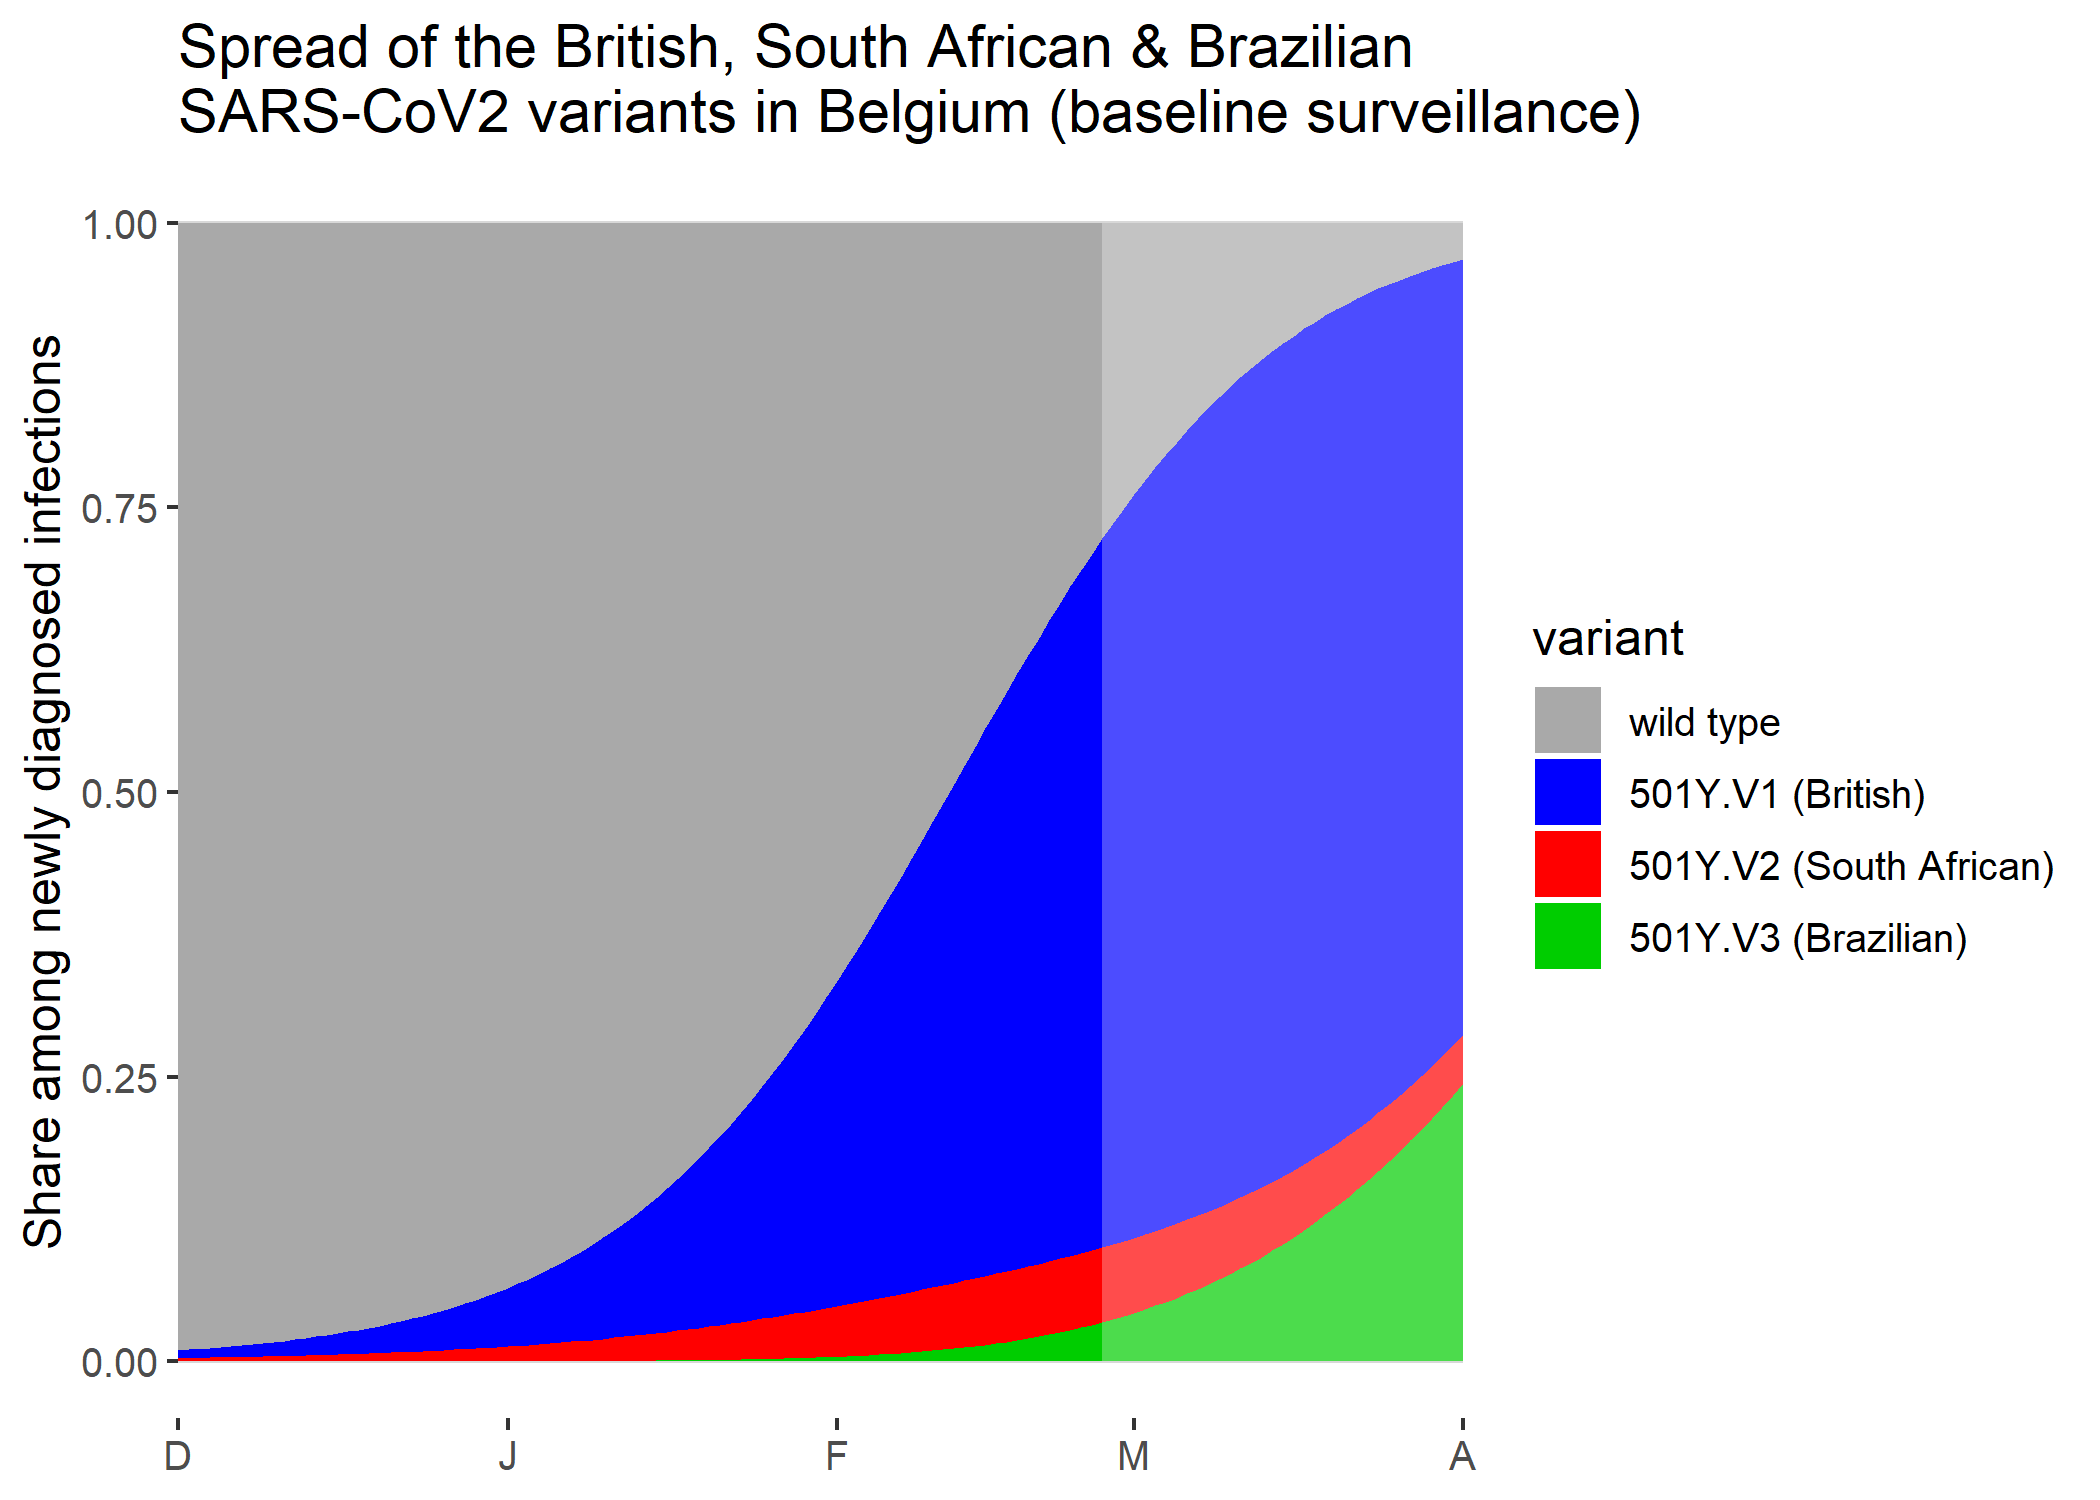 Spread of the British, South African & Brazilian
SARS-CoV2 variants in Belgium (baseline surveillance)
Share among newly diagnosed infections
1.00
0.75
0.50
0.25
0.00
D
J
F
M
A
variant
wild type
501Y.V1 (British)
501Y.V2 (South African)
501Y.V3 (Brazilian)